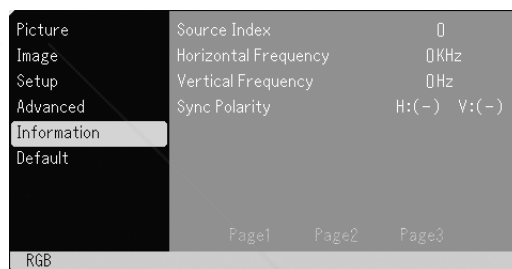 Picture Source Index 0
Image Horizontal Frequency 0KHz
Setup Vertical Frequency 0Hz
Advanced Sync Polarity H:(-) V:(-)
Information
Default
Page1 Page2 Page3
RGB